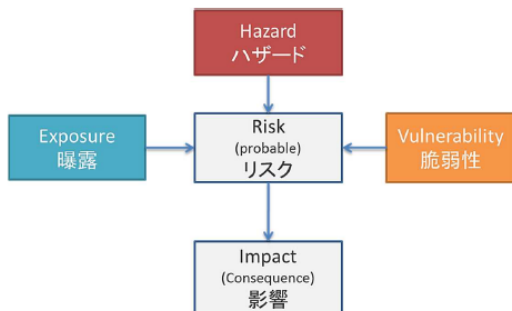 Hazard
ハザード
Exposure
曝露
Risk
(probable)
リスク
Vulnerability
脆弱性
Impact
(Consequence)
影響